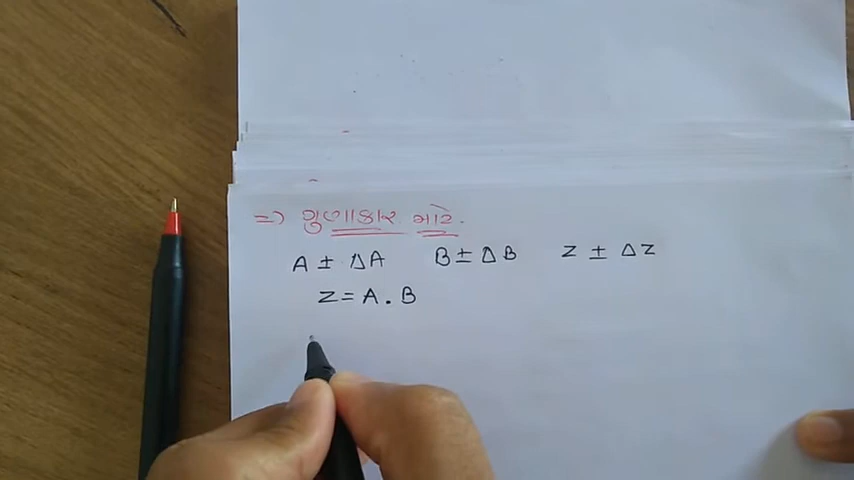 => ગુણાકાર માટે.
A ± ΔA B ± ΔB Z ± ΔZ
Z = A . B